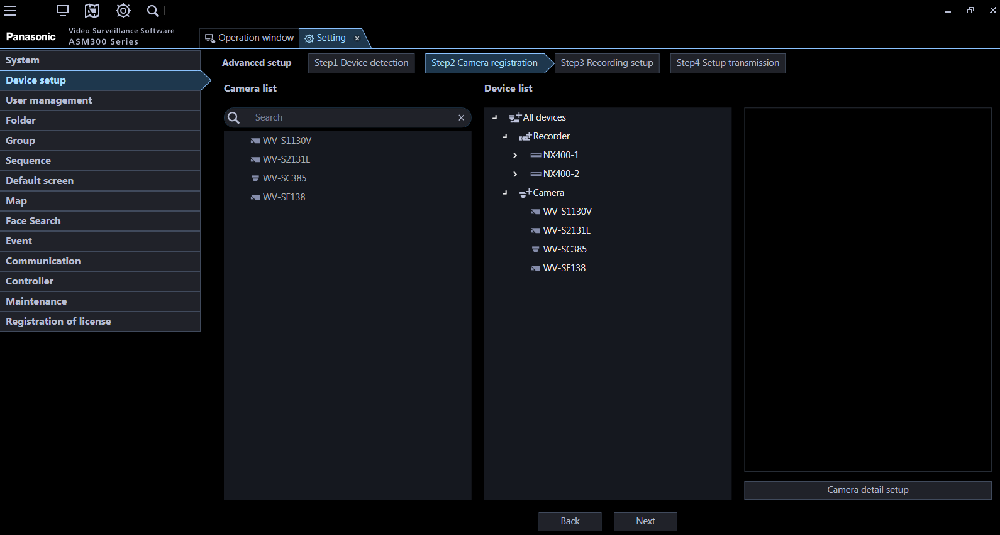 Panasonic
Video Surveillance Software
ASM300 Series
Operation window
Setting
System
Device setup
User management
Folder
Group
Sequence
Default screen
Map
Face Search
Event
Communication
Controller
Maintenance
Registration of license
Advanced setup
Step1 Device detection
Step2 Camera registration
Step3 Recording setup
Step4 Setup transmission
Camera list
Search
WV-S1130V
WV-S2131L
WV-SC385
WV-SF138
Device list
All devices
Recorder
NX400-1
NX400-2
Camera
WV-S1130V
WV-S2131L
WV-SC385
WV-SF138
Camera detail setup
Back
Next